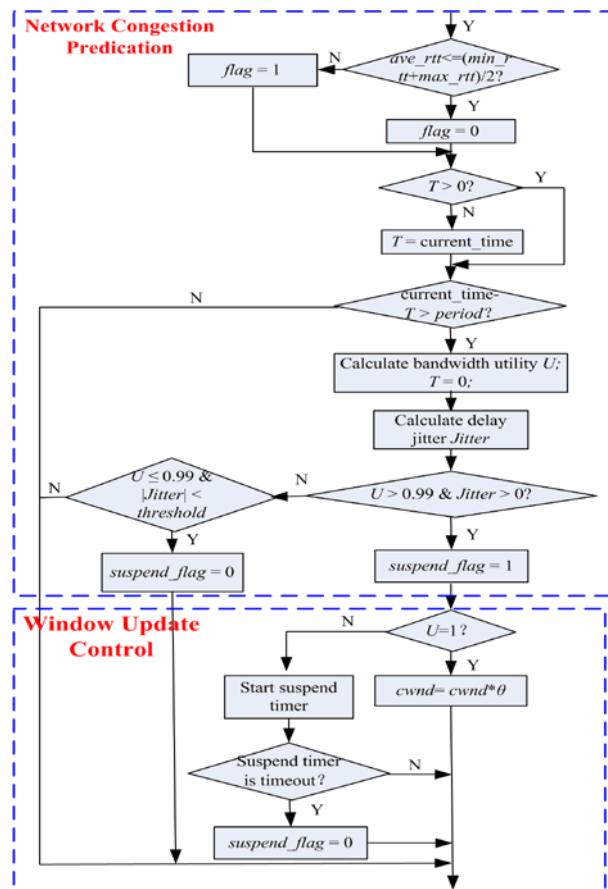 Network Congestion
Predication
Y
N
ave_rtt<=(min_r
tt+max_rtt)/2?
flag = 1
Y
flag = 0
T > 0?
Y
N
T = current_time
N
current_time-
T > period?
Y
Calculate bandwidth utility U;
T = 0;
Calculate delay
jitter Jitter
N
U ≤ 0.99 &
|Jitter| <
threshold
N
U > 0.99 & Jitter > 0?
Y
Y
suspend_flag = 0
suspend_flag = 1
Window Update
Control
N
U=1?
Y
Start suspend
timer
cwnd= cwnd*θ
Suspend timer
is timeout?
N
Y
suspend_flag = 0